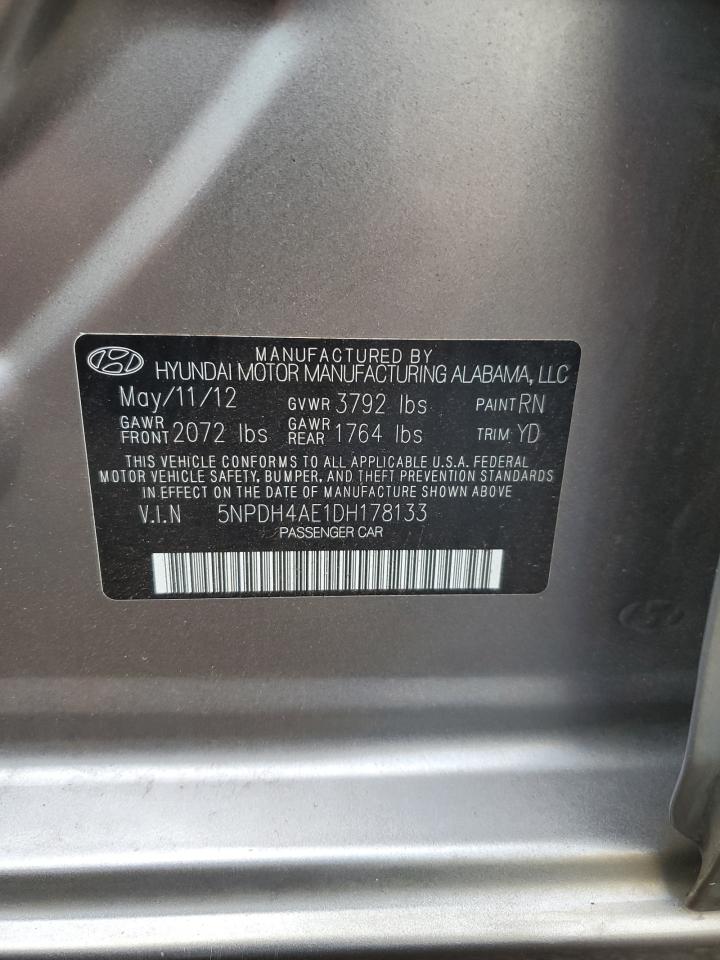 MANUFACTURED BY
HYUNDAI MOTOR MANUFACTURING ALABAMA, LLC
May/11/12 GVWR 3792 lbs PAINT RN
GAWR FRONT 2072 lbs GAWR REAR 1764 lbs TRIM YD
THIS VEHICLE CONFORMS TO ALL APPLICABLE U.S.A. FEDERAL
MOTOR VEHICLE SAFETY, BUMPER, AND THEFT PREVENTION STANDARDS
IN EFFECT ON THE DATE OF MANUFACTURE SHOWN ABOVE
V.I.N 5NPDH4AE1DH178133
PASSENGER CAR